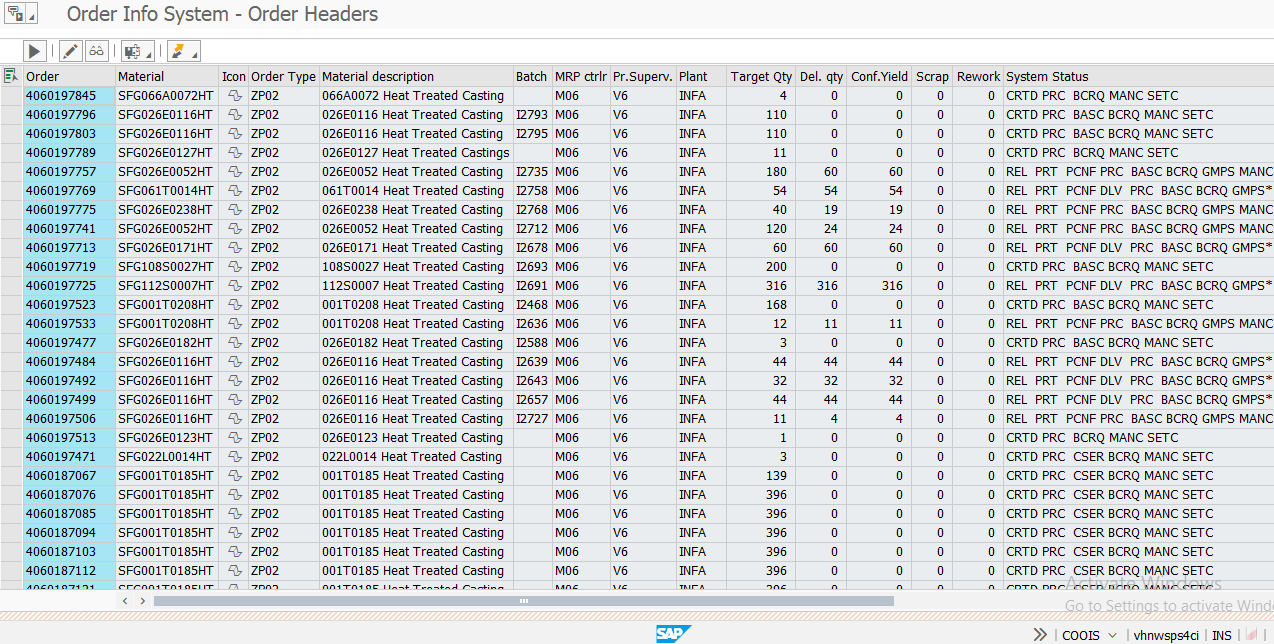 Order Info System - Order Headers
Order Material Icon Order Type Material description Batch MRP ctrlr Pr.Superv. Plant Target Qty Del. qty Conf.Yield Scrap Rework System Status
4060197845 SFG066A0072HT ZP02 066A0072 Heat Treated Casting M06 V6 INFA 4 0 0 0 0 CRTD PRC BCRQ MANC SETC
4060197796 SFG026E0116HT ZP02 026E0116 Heat Treated Casting I2793 M06 V6 INFA 110 0 0 0 0 CRTD PRC BASC BCRQ MANC SETC
4060197803 SFG026E0116HT ZP02 026E0116 Heat Treated Casting I2795 M06 V6 INFA 110 0 0 0 0 CRTD PRC BASC BCRQ MANC SETC
4060197789 SFG026E0127HT ZP02 026E0127 Heat Treated Castings M06 V6 INFA 11 0 0 0 0 CRTD PRC BCRQ MANC SETC
4060197757 SFG026E0052HT ZP02 026E0052 Heat Treated Casting I2735 M06 V6 INFA 180 60 60 0 0 REL PRT PCNF PRC BASC BCRQ GMPS MANC
4060197769 SFG061T0014HT ZP02 061T0014 Heat Treated Casting I2758 M06 V6 INFA 54 54 54 0 0 REL PRT PCNF DLV PRC BASC BCRQ GMPS*
4060197775 SFG026E0238HT ZP02 026E0238 Heat Treated Casting I2768 M06 V6 INFA 40 19 19 0 0 REL PRT PCNF PRC BASC BCRQ GMPS MANC
4060197741 SFG026E0052HT ZP02 026E0052 Heat Treated Casting I2712 M06 V6 INFA 120 24 24 0 0 REL PRT PCNF PRC BASC BCRQ GMPS MANC
4060197713 SFG026E0171HT ZP02 026E0171 Heat Treated Casting I2678 M06 V6 INFA 60 60 60 0 0 REL PRT PCNF DLV PRC BASC BCRQ GMPS*
4060197719 SFG108S0027HT ZP02 108S0027 Heat Treated Casting I2693 M06 V6 INFA 200 0 0 0 0 CRTD PRC BASC BCRQ MANC SETC
4060197725 SFG112S0007HT ZP02 112S0007 Heat Treated Casting I2691 M06 V6 INFA 316 316 316 0 0 REL PRT PCNF DLV PRC BASC BCRQ GMPS*
4060197523 SFG001T0208HT ZP02 001T0208 Heat Treated Casting I2468 M06 V6 INFA 168 0 0 0 0 CRTD PRC BASC BCRQ MANC SETC
4060197533 SFG001T0208HT ZP02 001T0208 Heat Treated Casting I2636 M06 V6 INFA 12 11 11 0 0 REL PRT PCNF PRC BASC BCRQ GMPS MANC
4060197477 SFG026E0182HT ZP02 026E0182 Heat Treated Casting I2588 M06 V6 INFA 3 0 0 0 0 CRTD PRC BASC BCRQ MANC SETC
4060197484 SFG026E0116HT ZP02 026E0116 Heat Treated Casting I2639 M06 V6 INFA 44 44 44 0 0 REL PRT PCNF DLV PRC BASC BCRQ GMPS*
4060197492 SFG026E0116HT ZP02 026E0116 Heat Treated Casting I2643 M06 V6 INFA 32 32 32 0 0 REL PRT PCNF DLV PRC BASC BCRQ GMPS*
4060197499 SFG026E0116HT ZP02 026E0116 Heat Treated Casting I2657 M06 V6 INFA 44 44 44 0 0 REL PRT PCNF DLV PRC BASC BCRQ GMPS*
4060197506 SFG026E0116HT ZP02 026E0116 Heat Treated Casting I2727 M06 V6 INFA 11 4 4 0 0 REL PRT PCNF PRC BASC BCRQ GMPS MANC
4060197513 SFG026E0123HT ZP02 026E0123 Heat Treated Casting M06 V6 INFA 1 0 0 0 0 CRTD PRC BCRQ MANC SETC
4060197471 SFG022L0014HT ZP02 022L0014 Heat Treated Casting M06 V6 INFA 3 0 0 0 0 CRTD PRC CSER BCRQ MANC SETC
4060187067 SFG001T0185HT ZP02 001T0185 Heat Treated Casting M06 V6 INFA 139 0 0 0 0 CRTD PRC CSER BCRQ MANC SETC
4060187076 SFG001T0185HT ZP02 001T0185 Heat Treated Casting M06 V6 INFA 396 0 0 0 0 CRTD PRC CSER BCRQ MANC SETC
4060187085 SFG001T0185HT ZP02 001T0185 Heat Treated Casting M06 V6 INFA 396 0 0 0 0 CRTD PRC CSER BCRQ MANC SETC
4060187094 SFG001T0185HT ZP02 001T0185 Heat Treated Casting M06 V6 INFA 396 0 0 0 0 CRTD PRC CSER BCRQ MANC SETC
4060187103 SFG001T0185HT ZP02 001T0185 Heat Treated Casting M06 V6 INFA 396 0 0 0 0 CRTD PRC CSER BCRQ MANC SETC
4060187112 SFG001T0185HT ZP02 001T0185 Heat Treated Casting M06 V6 INFA 396 0 0 0 0 CRTD PRC CSER BCRQ MANC SETC
Activate Windows
Go to Settings to activate
SAP COOIS vhnwsps4ci INS